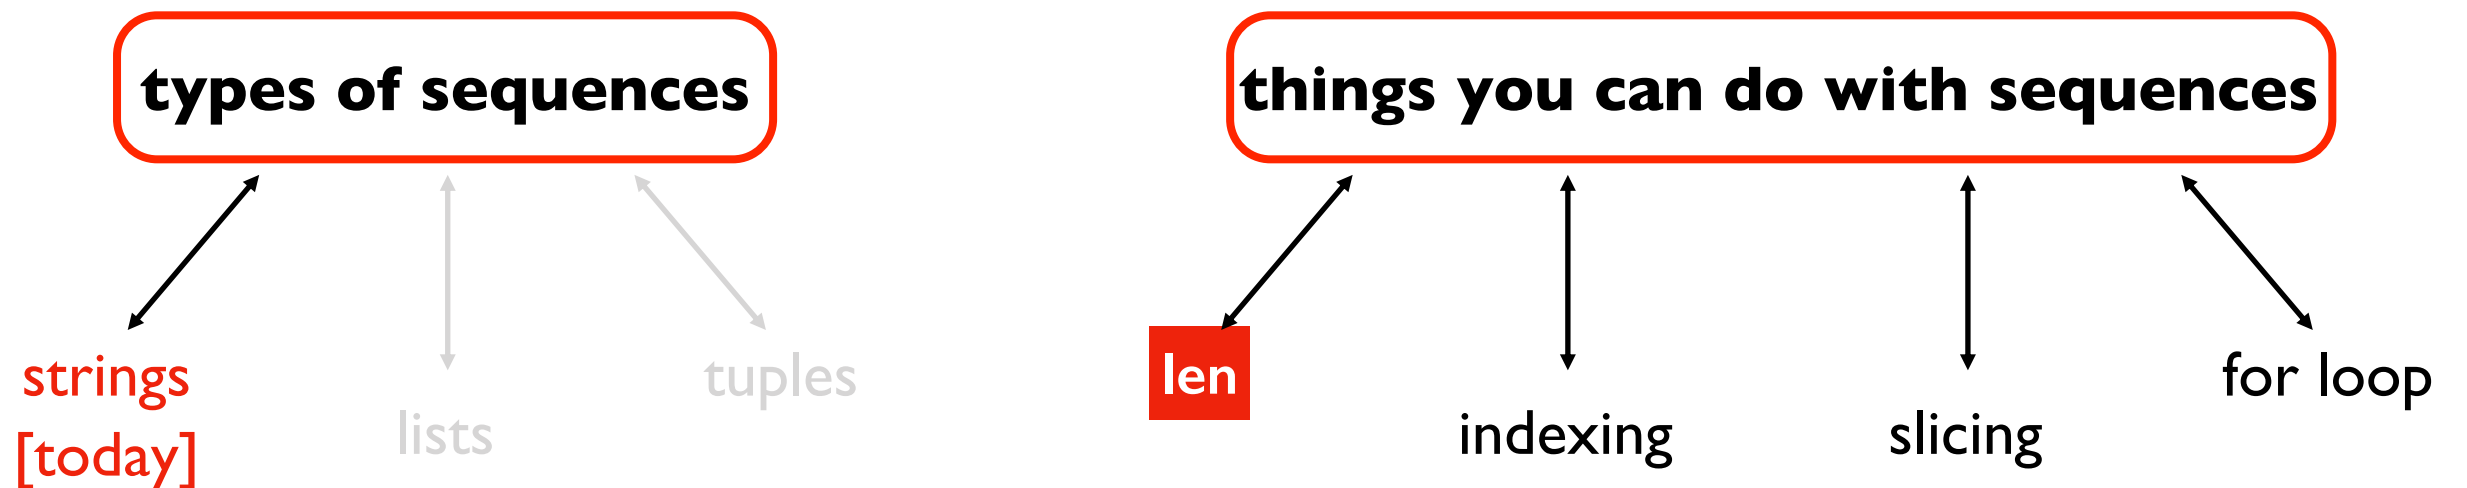 types of sequences
things you can do with sequences
strings
[today]
lists
tuples
len
indexing
slicing
for loop